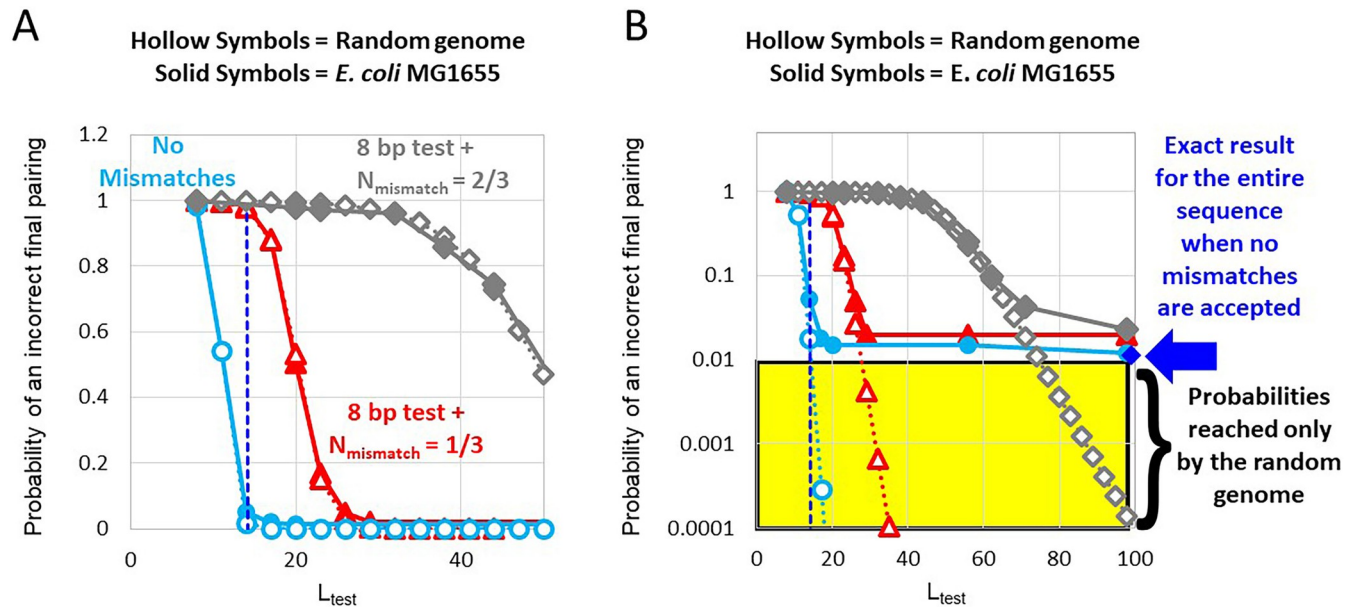 A
Hollow Symbols = Random genome
Solid Symbols = E. coli MG1655
Probability of an incorrect final pairing
1.2
1
0.8
0.6
0.4
0.2
0
No
Mismatches
8 bp test +
Nmismatch = 2/3
8 bp test +
Nmismatch = 1/3
0
20
40
Ltest
B
Hollow Symbols = Random genome
Solid Symbols = E. coli MG1655
Probability of an incorrect final pairing
1
0.1
0.01
0.001
0.0001
0
20
40
60
80
100
Ltest
Exact result
for the entire
sequence
when no
mismatches
are accepted
Probabilities
reached only
by the random
genome